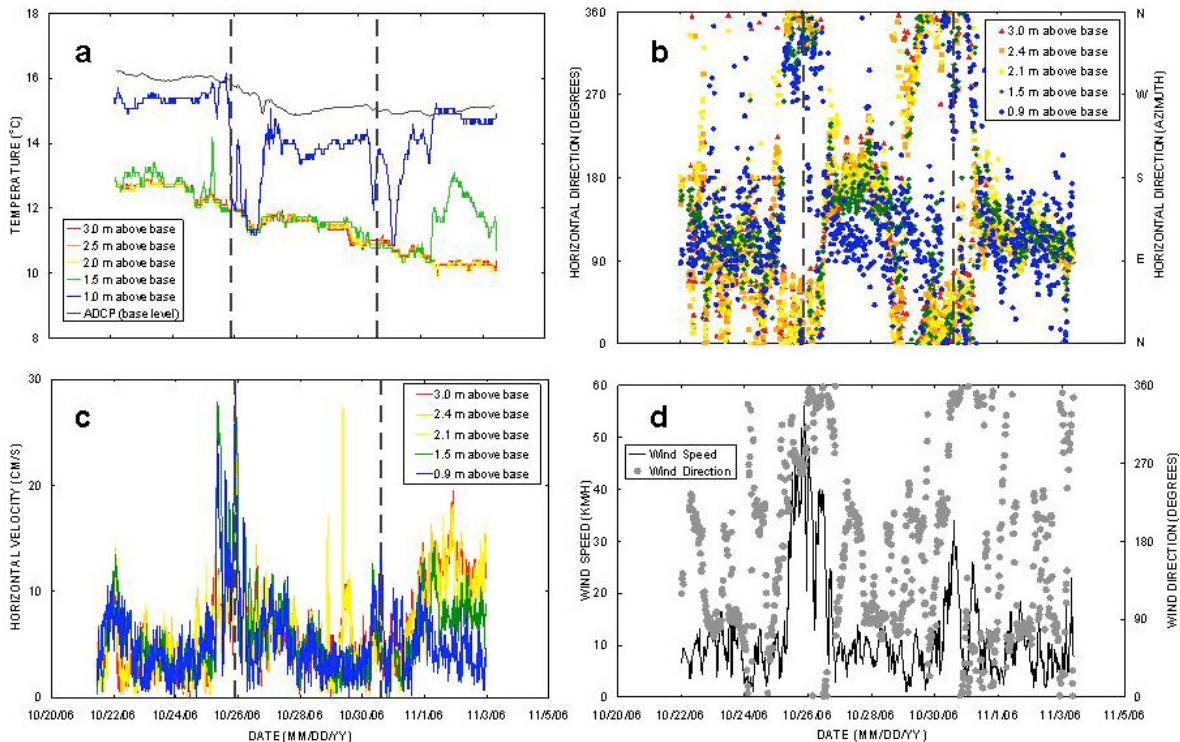 a
TEMPERATURE (°C)
18
16
14
12
10
8
3.0 m above base
2.5 m above base
2.0 m above base
1.5 m above base
1.0 m above base
ADCP (base level)
b
HORIZONTAL DIRECTION (DEGREES)
360
270
180
90
0
3.0 m above base
2.4 m above base
2.1 m above base
1.5 m above base
0.9 m above base
N
W
S
E
N
HORIZONTAL DIRECTION (AZIMUTH)
c
HORIZONTAL VELOCITY (CM/S)
30
20
10
0
3.0 m above base
2.4 m above base
2.1 m above base
1.5 m above base
0.9 m above base
10/20/06 10/22/06 10/24/06 10/26/06 10/28/06 10/30/06 11/1/06 11/3/06 11/5/06
DATE (MM/DD/YY)
d
WIND SPEED (KM/H)
60
50
40
30
20
10
0
Wind Speed
Wind Direction
360
270
180
90
0
WIND DIRECTION (DEGREES)
10/20/06 10/22/06 10/24/06 10/26/06 10/28/06 10/30/06 11/1/06 11/3/06 11/5/06
DATE (MM/DD/YY)